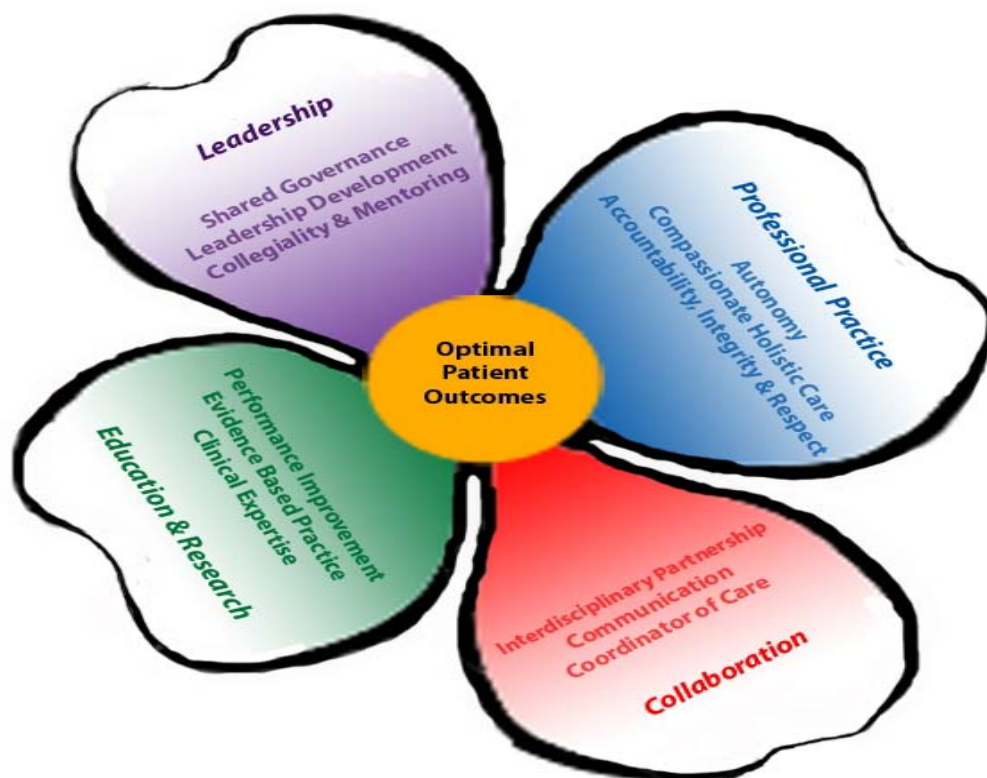 Leadership
Shared Governance
Leadership Development
Collegiality & Mentoring
Professional Practice
Autonomy
Compassionate Holistic Care
Accountability, Integrity & Respect
Optimal
Patient
Outcomes
Performance Improvement
Evidence Based Practice
Clinical Expertise
Education & Research
Interdisciplinary Partnership
Communication
Coordinator of Care
Collaboration